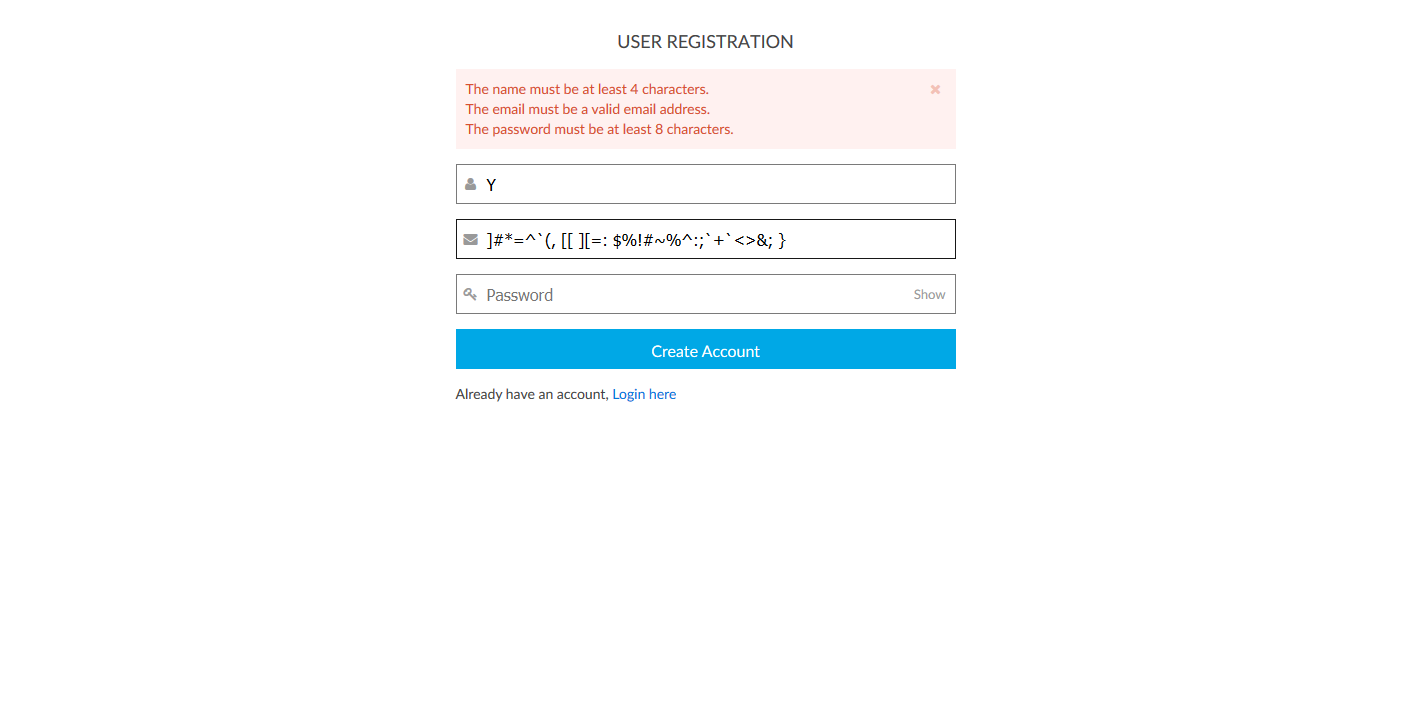 USER REGISTRATION
The name must be at least 4 characters.
The email must be a valid email address.
The password must be at least 8 characters.
Y
]#*=^`(, [[ ][=: $%!#~%^:;`+`<>&; }
Password Show
Create Account
Already have an account, Login here